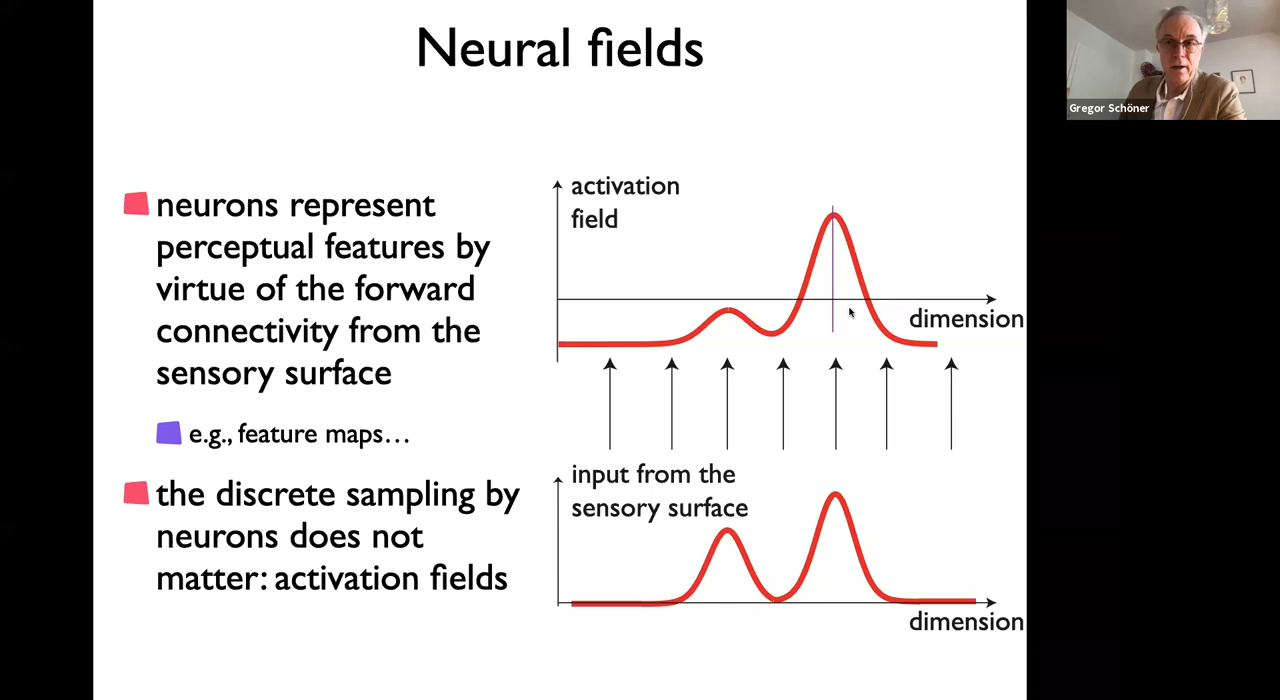 Neural fields
Gregor Schöner
neurons represent
perceptual features by
virtue of the forward
connectivity from the
sensory surface
e.g., feature maps…
the discrete sampling by
neurons does not
matter: activation fields
activation
field
dimension
input from the
sensory surface
dimension